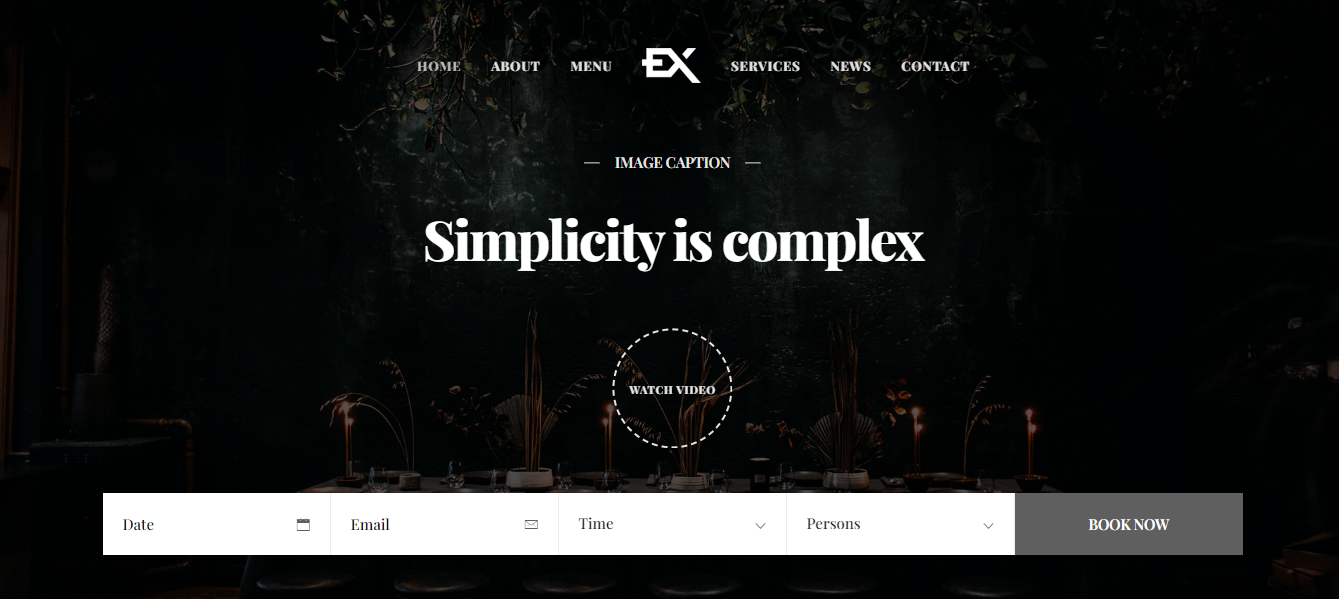 HOME ABOUT MENU EX SERVICES NEWS CONTACT
IMAGE CAPTION
Simplicity is complex
WATCH VIDEO
Date Email Time Persons BOOK NOW